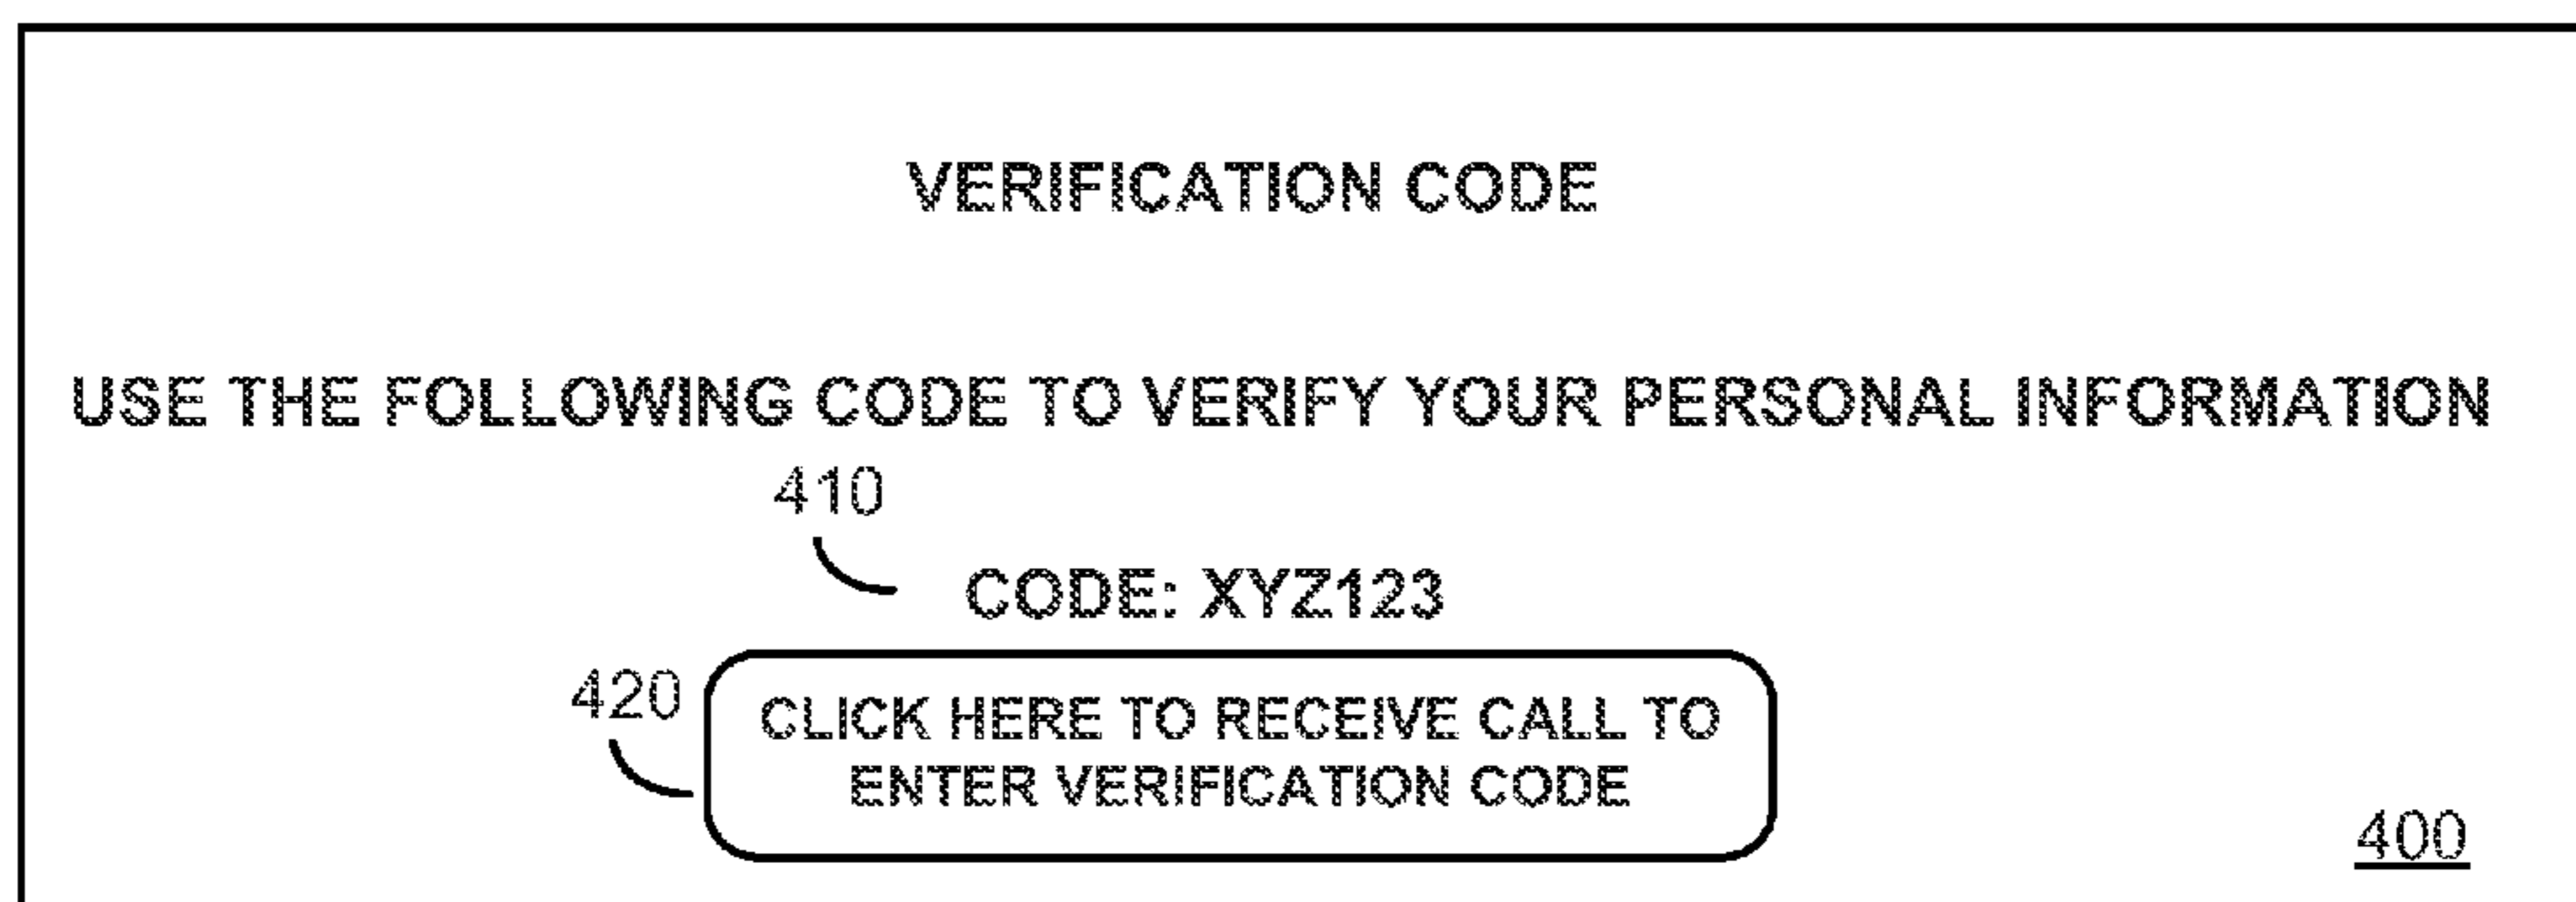 VERIFICATION CODE
USE THE FOLLOWING CODE TO VERIFY YOUR PERSONAL INFORMATION
410
CODE: XYZ123
420
CLICK HERE TO RECEIVE CALL TO
ENTER VERIFICATION CODE
400